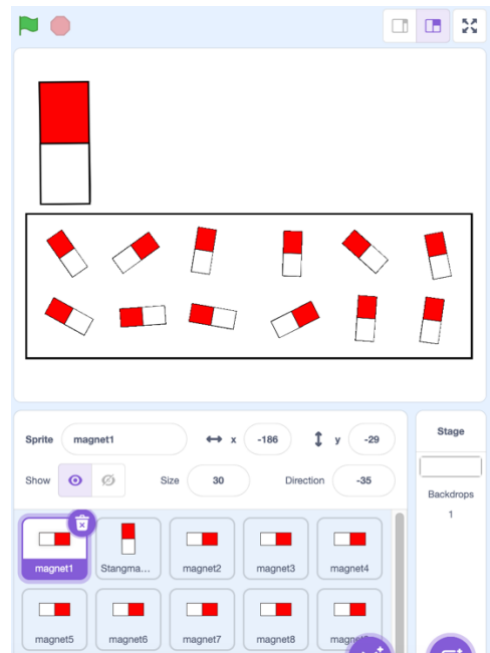 Sprite magnet1 x -186 y -29
Show Size 30 Direction -35
Stage
Backdrops
1
magnet1 Stangma... magnet2 magnet3 magnet4
magnet5 magnet6 magnet7 magnet8